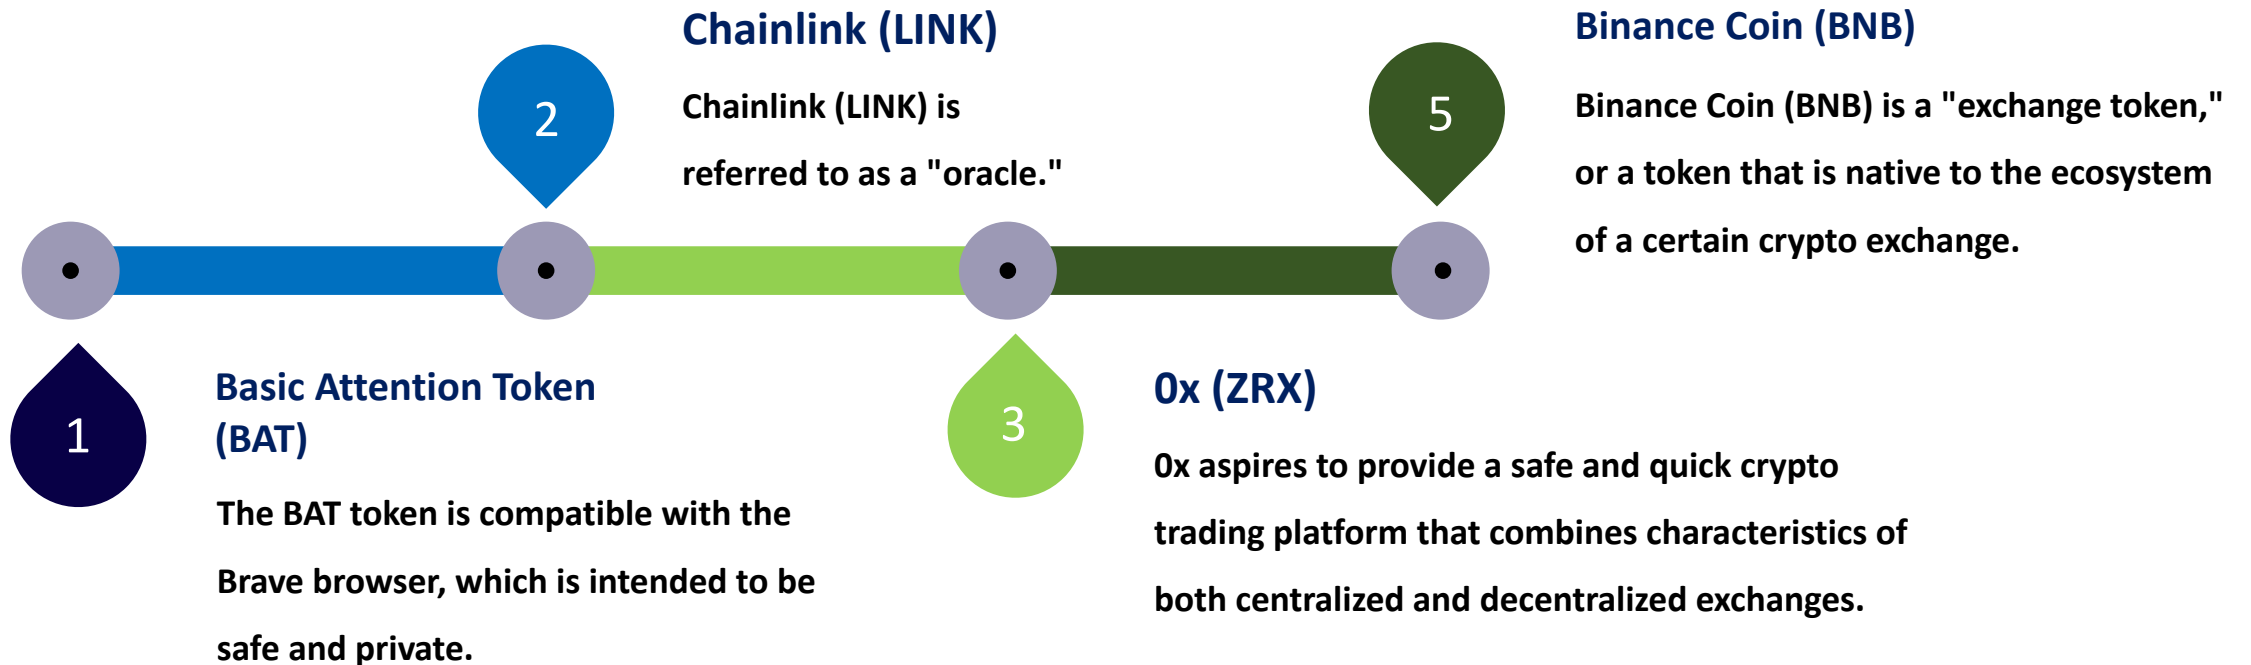 1
Basic Attention Token
(BAT)
The BAT token is compatible with the
Brave browser, which is intended to be
safe and private.
2
Chainlink (LINK)
Chainlink (LINK) is
referred to as a "oracle."
3
0x (ZRX)
0x aspires to provide a safe and quick crypto
trading platform that combines characteristics of
both centralized and decentralized exchanges.
5
Binance Coin (BNB)
Binance Coin (BNB) is a "exchange token,"
or a token that is native to the ecosystem
of a certain crypto exchange.